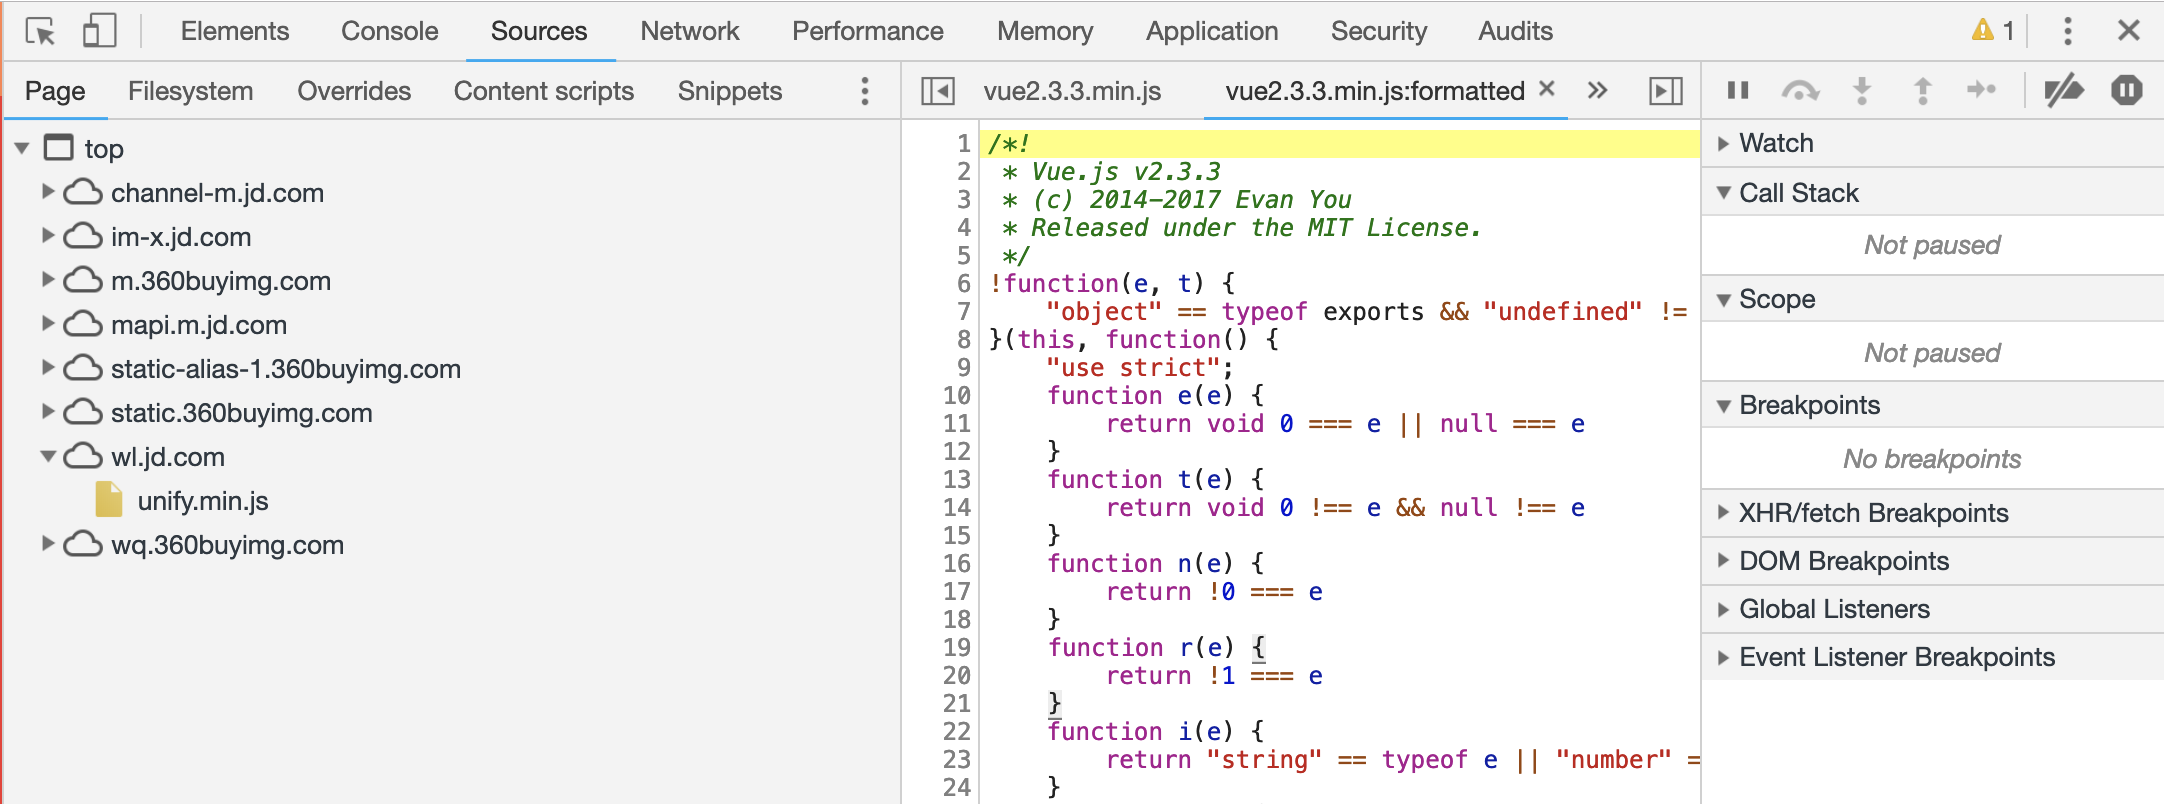 Elements Console Sources Network Performance Memory Application Security Audits 1
Page Filesystem Overrides Content scripts Snippets
top
channel-m.jd.com
im-x.jd.com
m.360buyimg.com
mapi.m.jd.com
static-alias-1.360buyimg.com
static.360buyimg.com
wl.jd.com
unify.min.js
wq.360buyimg.com
vue2.3.3.min.js vue2.3.3.min.js:formatted
1 /*!
2  * Vue.js v2.3.3
3  * (c) 2014-2017 Evan You
4  * Released under the MIT License.
5  */
6 !function(e, t) {
7     "object" == typeof exports && "undefined" !=
8 }(this, function() {
9     "use strict";
10     function e(e) {
11         return void 0 === e || null === e
12     }
13     function t(e) {
14         return void 0 !== e && null !== e
15     }
16     function n(e) {
17         return !0 === e
18     }
19     function r(e) {
20         return !1 === e
21     }
22     function i(e) {
23         return "string" == typeof e || "number" =
24     }
Watch
Call Stack
Not paused
Scope
Not paused
Breakpoints
No breakpoints
XHR/fetch Breakpoints
DOM Breakpoints
Global Listeners
Event Listener Breakpoints